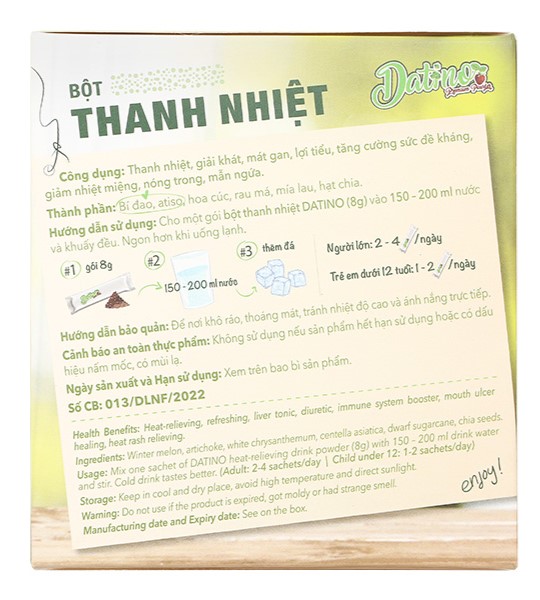 BỘT
THANH NHIỆT
Datino
Premium Powder
Công dụng: Thanh nhiệt, giải khát, mát gan, lợi tiểu, tăng cường sức đề kháng,
giảm nhiệt miệng, nóng trong, mẩn ngứa.
Thành phần: Bí đao, atiso, hoa cúc, rau má, mía lau, hạt chia.
Hướng dẫn sử dụng: Cho một gói bột thanh nhiệt DATINO (8g) vào 150 - 200 ml nước
và khuấy đều. Ngon hơn khi uống lạnh.
#1 gói 8g
#2
150 - 200 ml nước
#3 thêm đá
Người lớn: 2 - 4 /ngày
Trẻ em dưới 12 tuổi: 1 - 2 /ngày
Hướng dẫn bảo quản: Để nơi khô ráo, thoáng mát, tránh nhiệt độ cao và ánh nắng trực tiếp.
Cảnh báo an toàn thực phẩm: Không sử dụng nếu sản phẩm hết hạn sử dụng hoặc có dấu
hiệu nấm mốc, có mùi lạ.
Ngày sản xuất và Hạn sử dụng: Xem trên bao bì sản phẩm.
Số CB: 013/DLNF/2022
Health Benefits: Heat-relieving, refreshing, liver tonic, diuretic, immune system booster, mouth ulcer
healing, heat rash relieving.
Ingredients: Winter melon, artichoke, white chrysanthemum, centella asiatica, dwarf sugarcane, chia seeds.
Usage: Mix one sachet of DATINO heat-relieving drink powder (8g) with 150 - 200 ml drink water
and stir. Cold drink tastes better. (Adult: 2-4 sachets/day | Child under 12: 1-2 sachets/day)
Storage: Keep in cool and dry place, avoid high temperature and direct sunlight.
Warning: Do not use if the product is expired, got moldy or had strange smell.
Manufacturing date and Expiry date: See on the box.
enjoy!